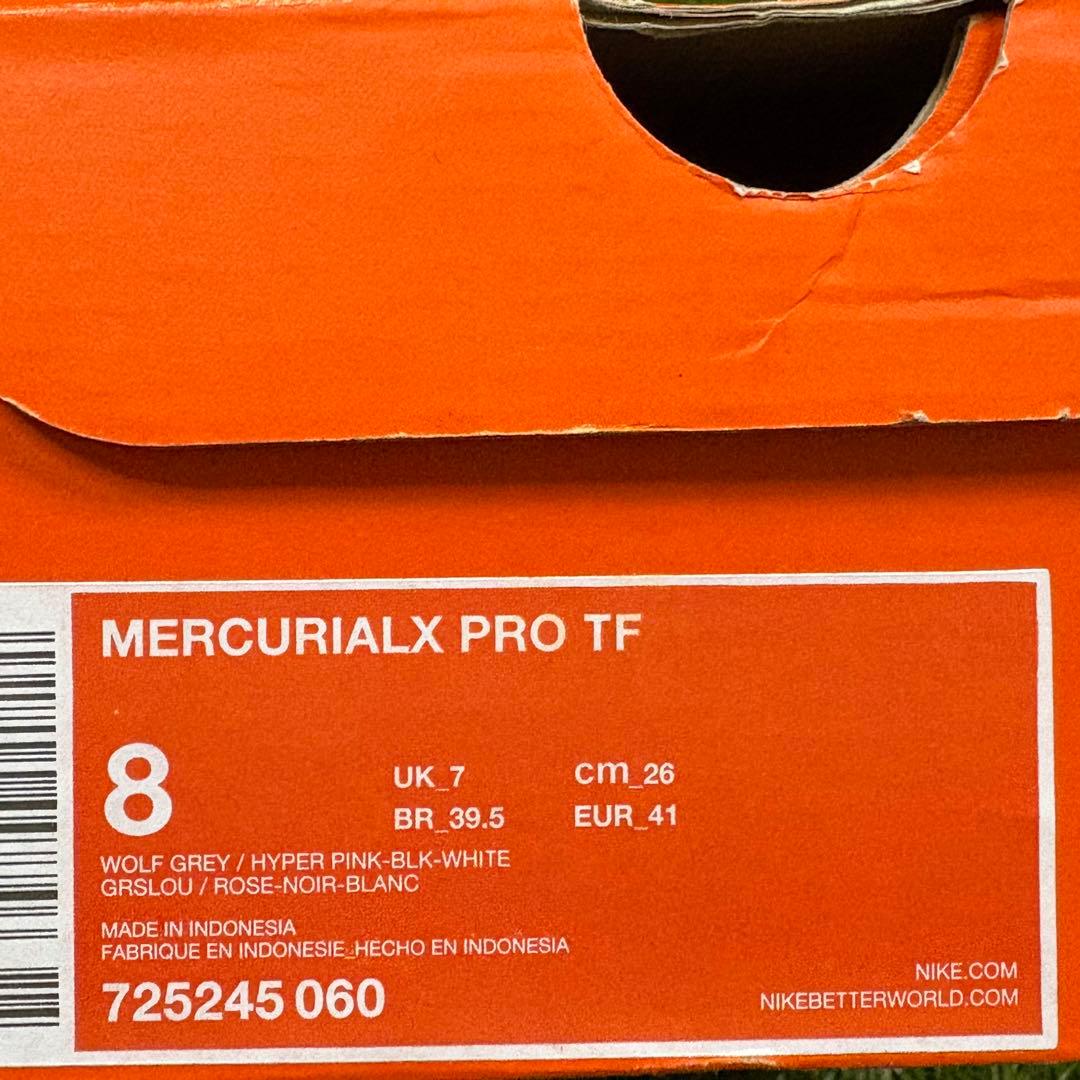 MERCURIALX PRO TF
8
UK_7
cm_26
BR_39.5
EUR_41
WOLF GREY / HYPER PINK-BLK-WHITE
GRSLOU / ROSE-NOIR-BLANC
MADE IN INDONESIA
FABRIQUE EN INDONESIE_HECHO EN INDONESIA
725245 060
NIKE.COM
NIKEBETTERWORLD.COM